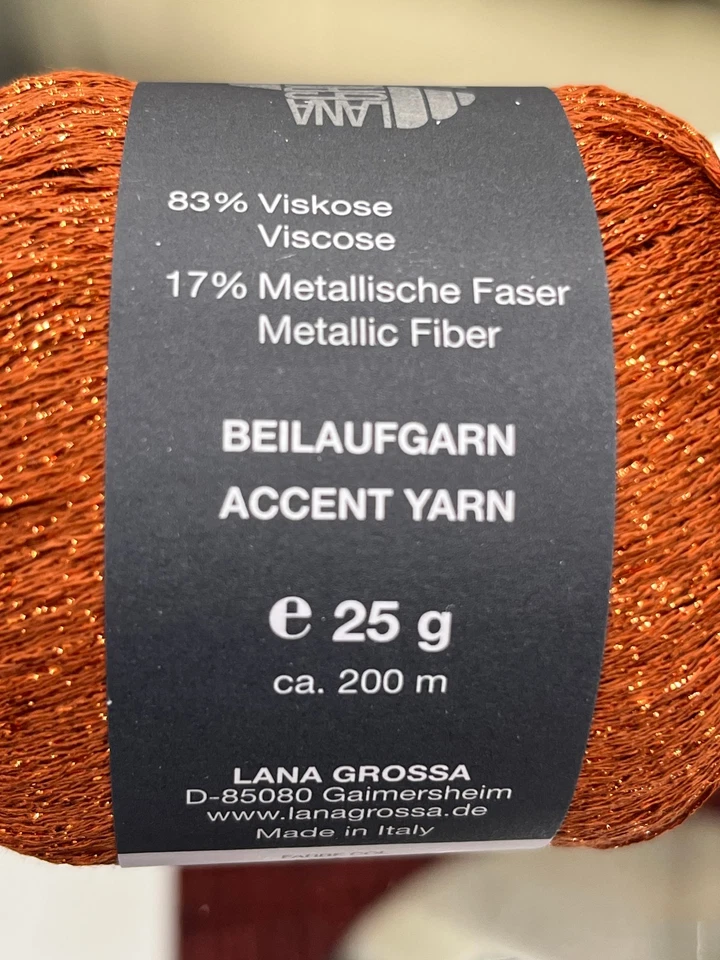 LANA
83% Viskose
Viscose
17% Metallische Faser
Metallic Fiber
BEILAUFGARN
ACCENT YARN
e 25 g
ca. 200 m
LANA GROSSA
D-85080 Gaimersheim
www.lanagrossa.de
Made in Italy